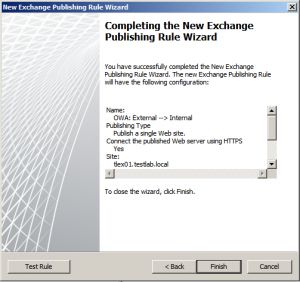 New Exchange Publishing Rule Wizard
Completing the New Exchange
Publishing Rule Wizard
You have successfully completed the New Exchange
Publishing Rule Wizard. The new Exchange Publishing Rule
will have the following configuration:
Name:
OWA: External --> Internal
Publishing Type
Publish a single Web site.
Connect the published Web server using HTTPS
Yes
Site:
tlex01.testlab.local
To close the wizard, click Finish.
Test Rule
< Back
Finish
Cancel